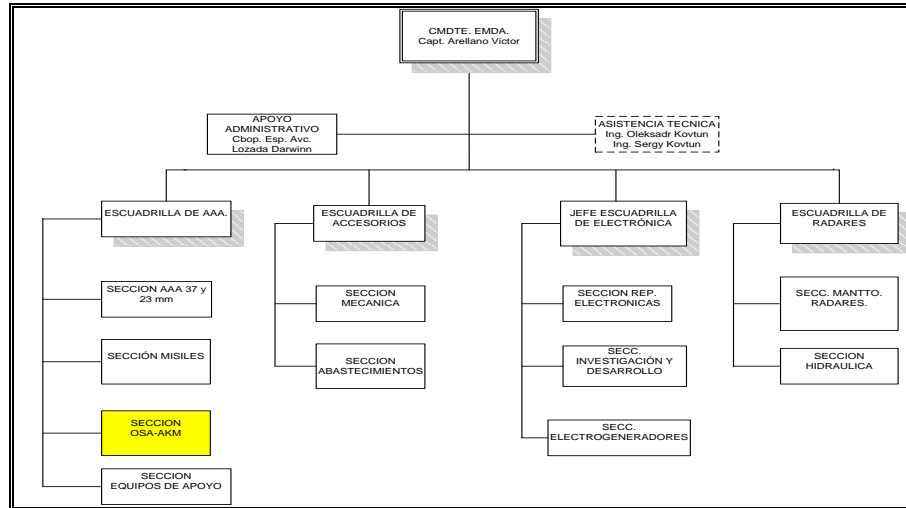 CMDTE. EMDA.
Capt. Arellano Victor
APOYO
ADMINISTRATIVO
Cbop. Esp. Avc.
Lozada Darwinn
ASISTENCIA TECNICA
Ing. Oleksadr Kovtun
Ing. Sergy Kovtun
ESCUADRILLA DE AAA.
ESCUADRILLA DE
ACCESORIOS
JEFE ESCUADRILLA
DE ELECTRÓNICA
ESCUADRILLA DE
RADARES
SECCION AAA 37 y
23 mm
SECCION
MECANICA
SECCION REP.
ELECTRONICAS
SECC. MANTTO.
RADARES.
SECCIÓN MISILES
SECCION
ABASTECIMIENTOS
SECC.
INVESTIGACIÓN Y
DESARROLLO
SECCION
HIDRAULICA
SECCION
OSA-AKM
SECC.
ELECTROGENERADORES
SECCION
EQUIPOS DE APOYO